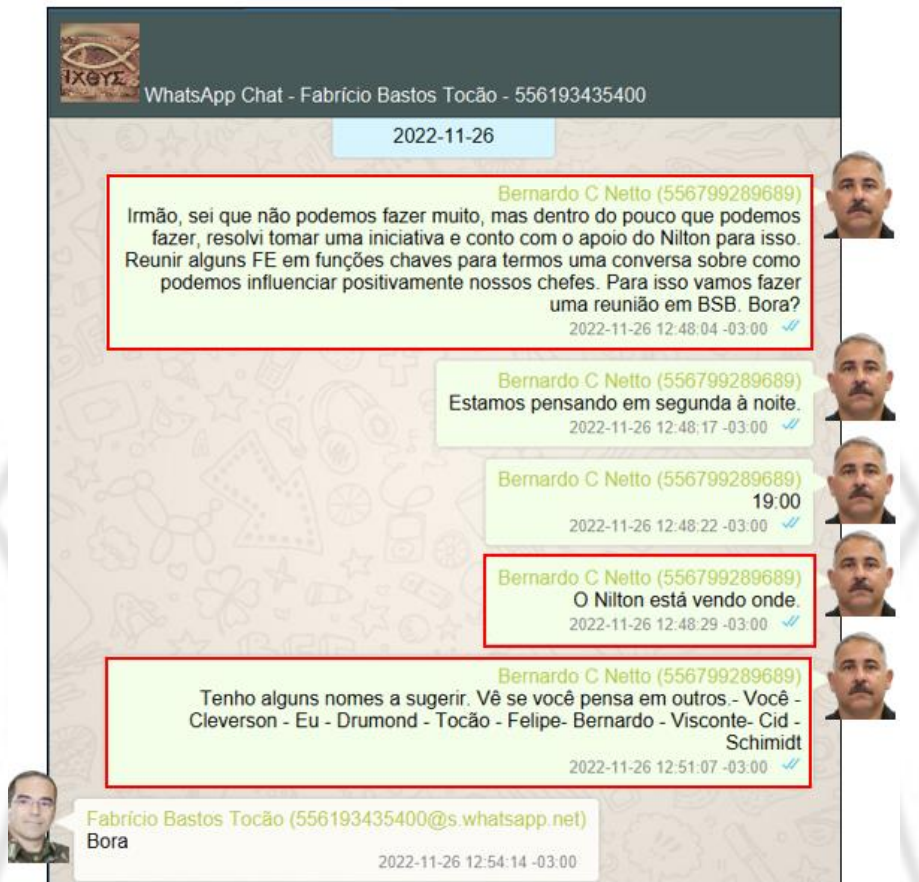 ΙΧΘΥΣ
WhatsApp Chat - Fabrício Bastos Tocão - 556193435400
2022-11-26
Bernardo C Netto (556799289689)
Irmão, sei que não podemos fazer muito, mas dentro do pouco que podemos
fazer, resolvi tomar uma iniciativa e conto com o apoio do Nilton para isso.
Reunir alguns FE em funções chaves para termos uma conversa sobre como
podemos influenciar positivamente nossos chefes. Para isso vamos fazer
uma reunião em BSB. Bora?
2022-11-26 12:48:04 -03:00
Bernardo C Netto (556799289689)
Estamos pensando em segunda à noite.
2022-11-26 12:48:17 -03:00
Bernardo C Netto (556799289689)
19:00
2022-11-26 12:48:22 -03:00
Bernardo C Netto (556799289689)
O Nilton está vendo onde.
2022-11-26 12:48:29 -03:00
Bernardo C Netto (556799289689)
Tenho alguns nomes a sugerir. Vê se você pensa em outros.- Você -
Cleverson - Eu - Drumond - Tocão - Felipe- Bernardo - Visconte- Cid -
Schimidt
2022-11-26 12:51:07 -03:00
Fabrício Bastos Tocão (556193435400@s.whatsapp.net)
Bora
2022-11-26 12:54:14 -03:00